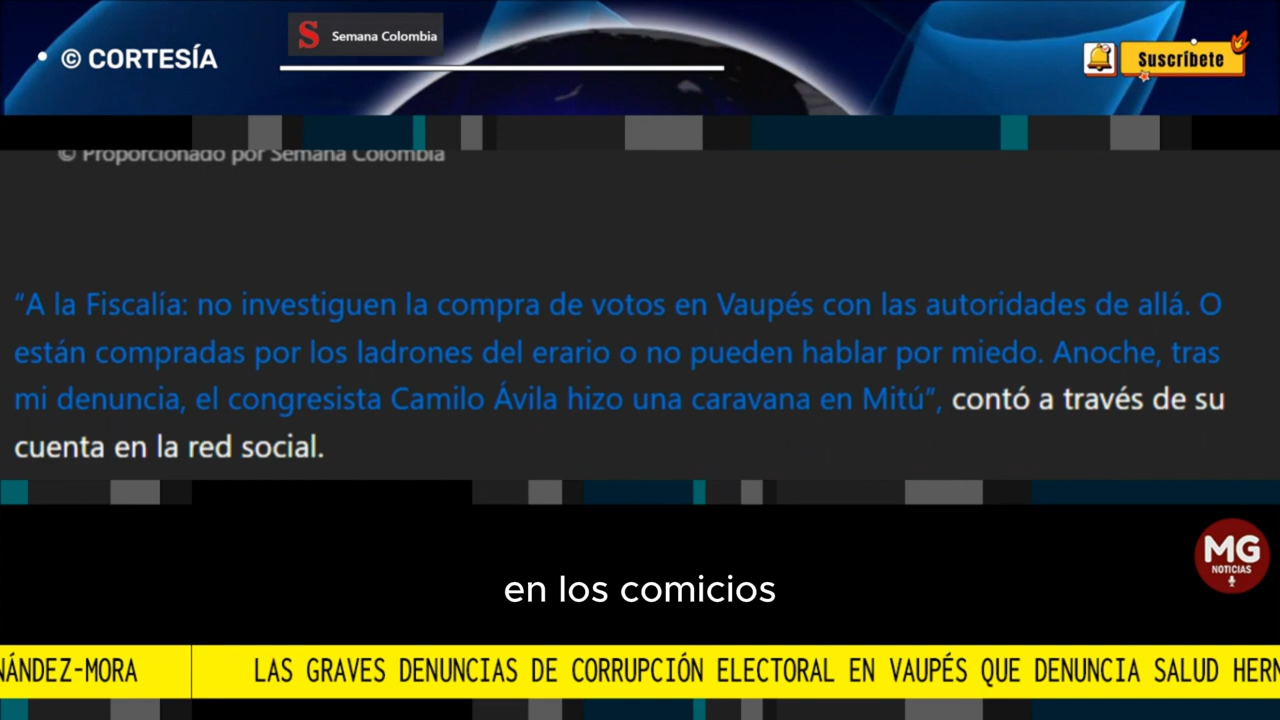 • © CORTESÍA
S Semana Colombia
Suscríbete
© Proporcionado por Semana Colombia
“A la Fiscalía: no investiguen la compra de votos en Vaupés con las autoridades de allá. O
están compradas por los ladrones del erario o no pueden hablar por miedo. Anoche, tras
mi denuncia, el congresista Camilo Ávila hizo una caravana en Mitú”, contó a través de su
cuenta en la red social.
MG
NOTICIAS
en los comicios
NÁNDEZ-MORA LAS GRAVES DENUNCIAS DE CORRUPCIÓN ELECTORAL EN VAUPÉS QUE DENUNCIA SALUD HERN